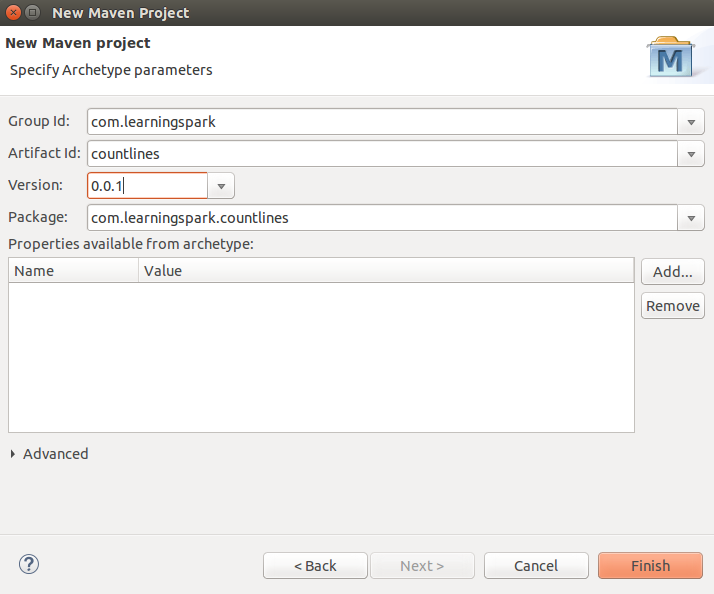 New Maven Project
New Maven project
Specify Archetype parameters
M
Group Id: com.learningspark
Artifact Id: countlines
Version: 0.0.1
Package: com.learningspark.countlines
Properties available from archetype:
Name Value Add...
Remove
Advanced
? < Back Next > Cancel Finish